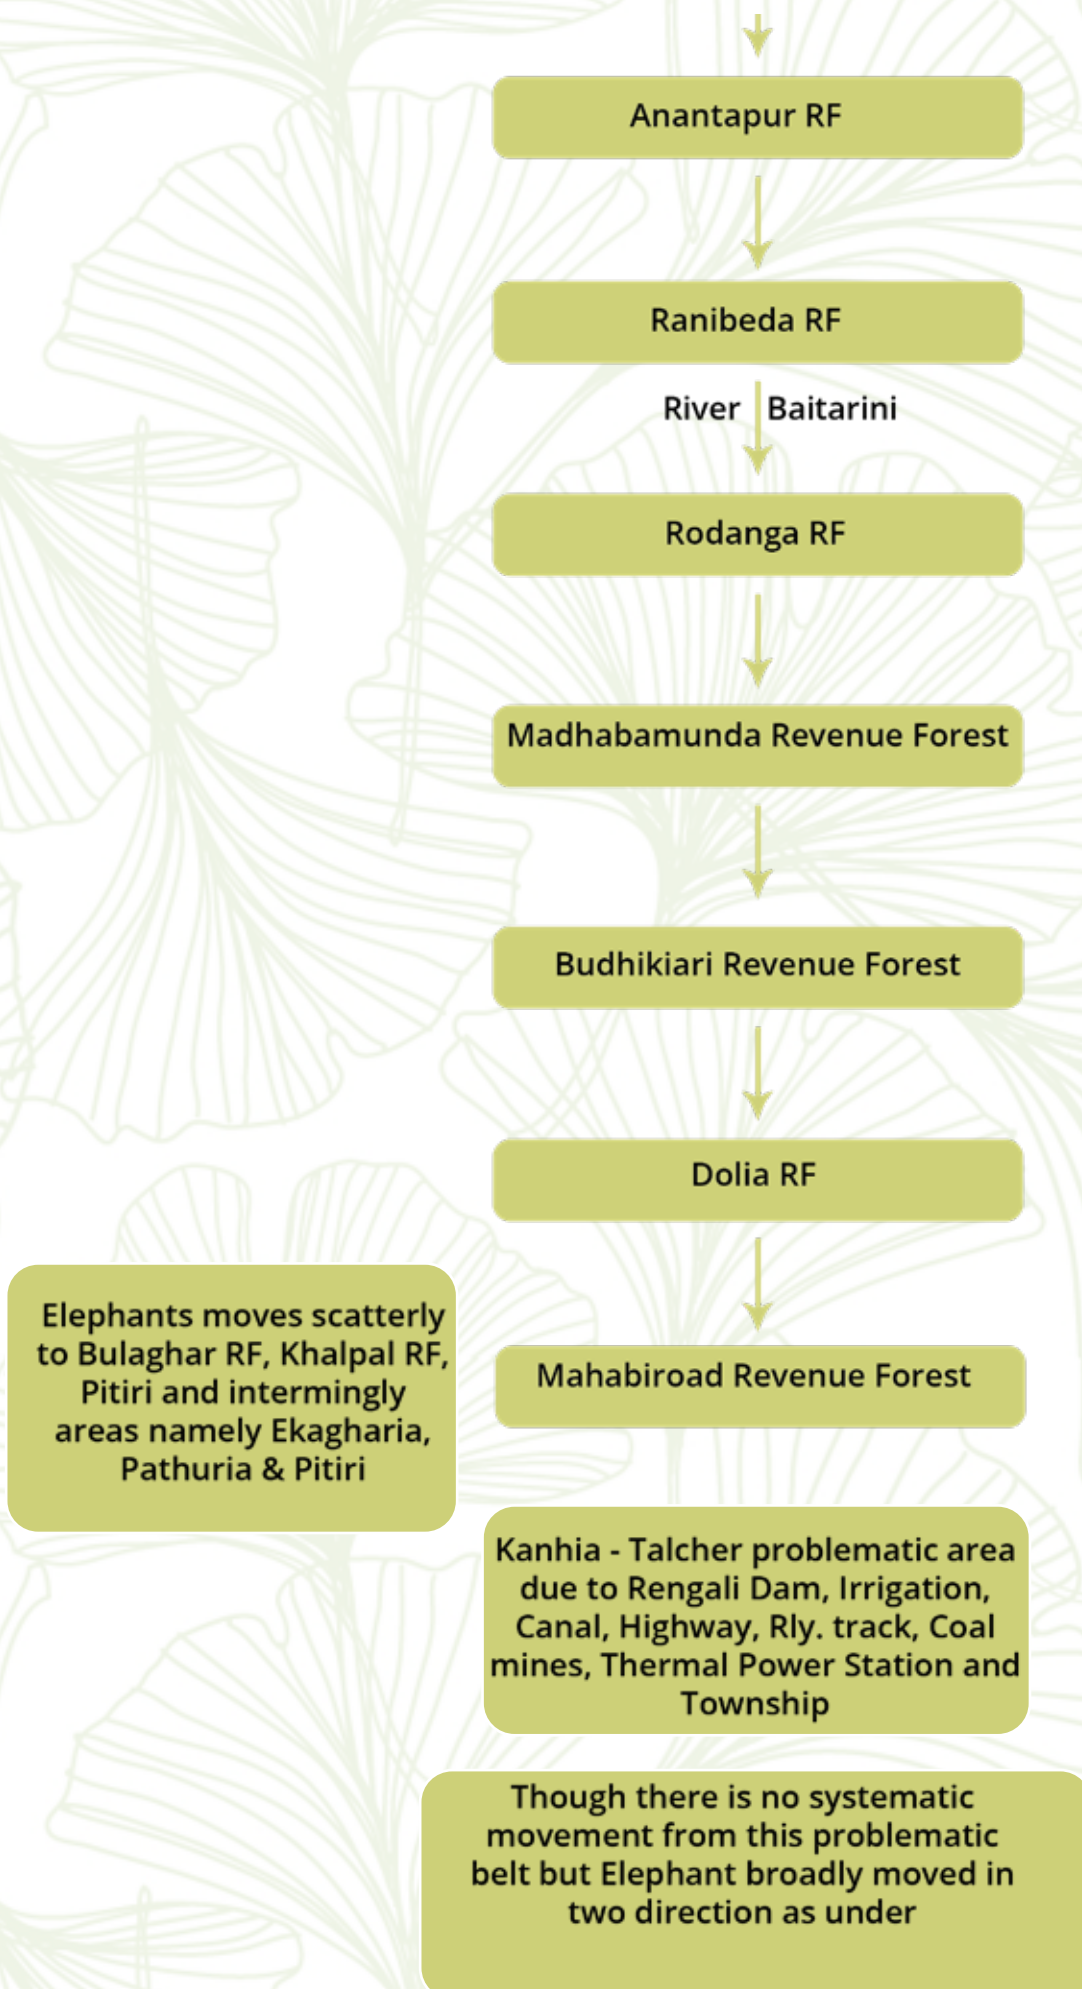 Anantapur RF
Ranibeda RF
River Baitarini
Rodanga RF
Madhabamunda Revenue Forest
Budhikiari Revenue Forest
Dolia RF
Elephants moves scatterly
to Bulaghar RF, Khalpal RF,
Pitiri and intermingly
areas namely Ekagharia,
Pathuria & Pitiri
Mahabiroad Revenue Forest
Kanhia - Talcher problematic area
due to Rengali Dam, Irrigation,
Canal, Highway, Rly. track, Coal
mines, Thermal Power Station and
Township
Though there is no systematic
movement from this problematic
belt but Elephant broadly moved in
two direction as under